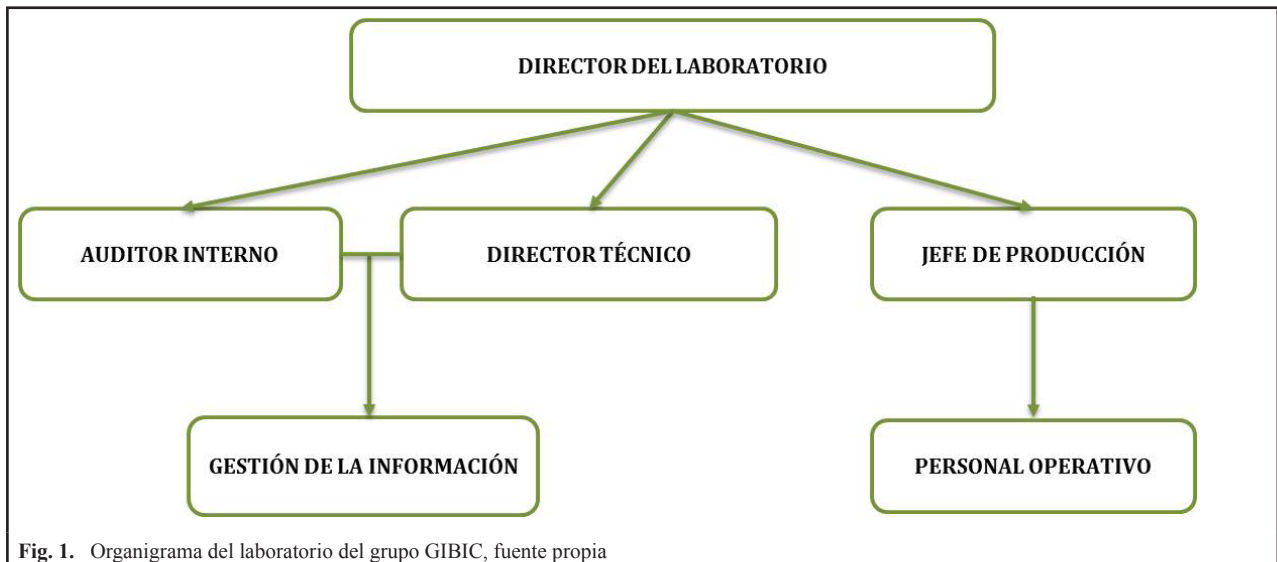 DIRECTOR DEL LABORATORIO
AUDITOR INTERNO
DIRECTOR TÉCNICO
JEFE DE PRODUCCIÓN
GESTIÓN DE LA INFORMACIÓN
PERSONAL OPERATIVO
Fig. 1. Organigrama del laboratorio del grupo GIBIC, fuente propia